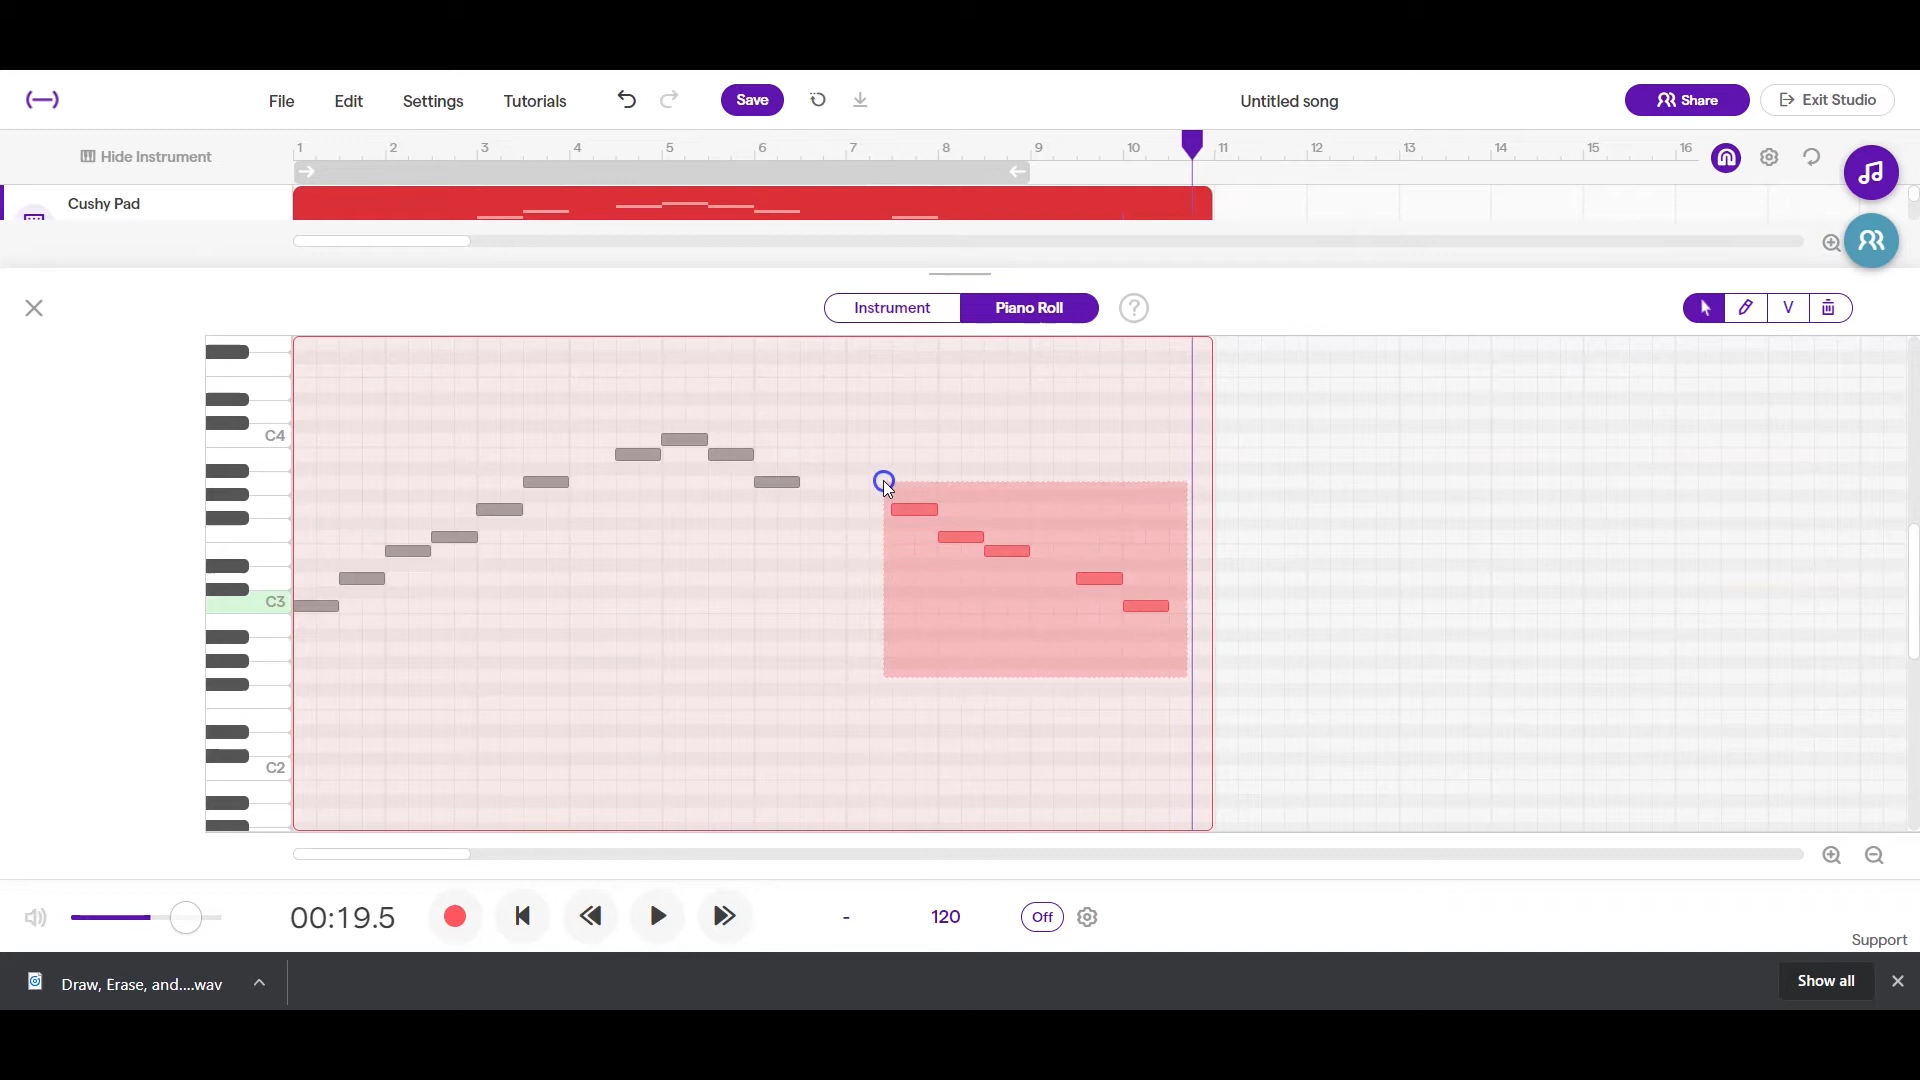 File Edit Settings Tutorials Save Untitled song Share Exit Studio
Hide Instrument 1 2 3 4 5 6 7 8 9 10 11 12 13 14 15 16
Cushy Pad
Instrument Piano Roll ? V
C4
C3
C2
00:19.5 - 120 Off
Support
Draw, Erase, and....wav Show all